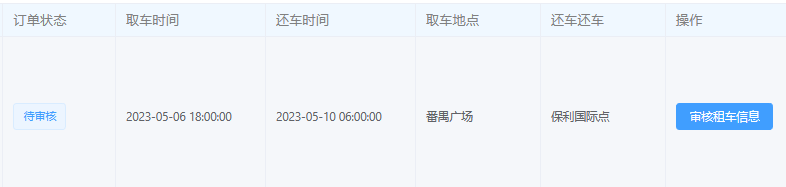 订单状态 取车时间 还车时间 取车地点 还车还车 操作
待审核 2023-05-06 18:00:00 2023-05-10 06:00:00 番禺广场 保利国际点 审核租车信息